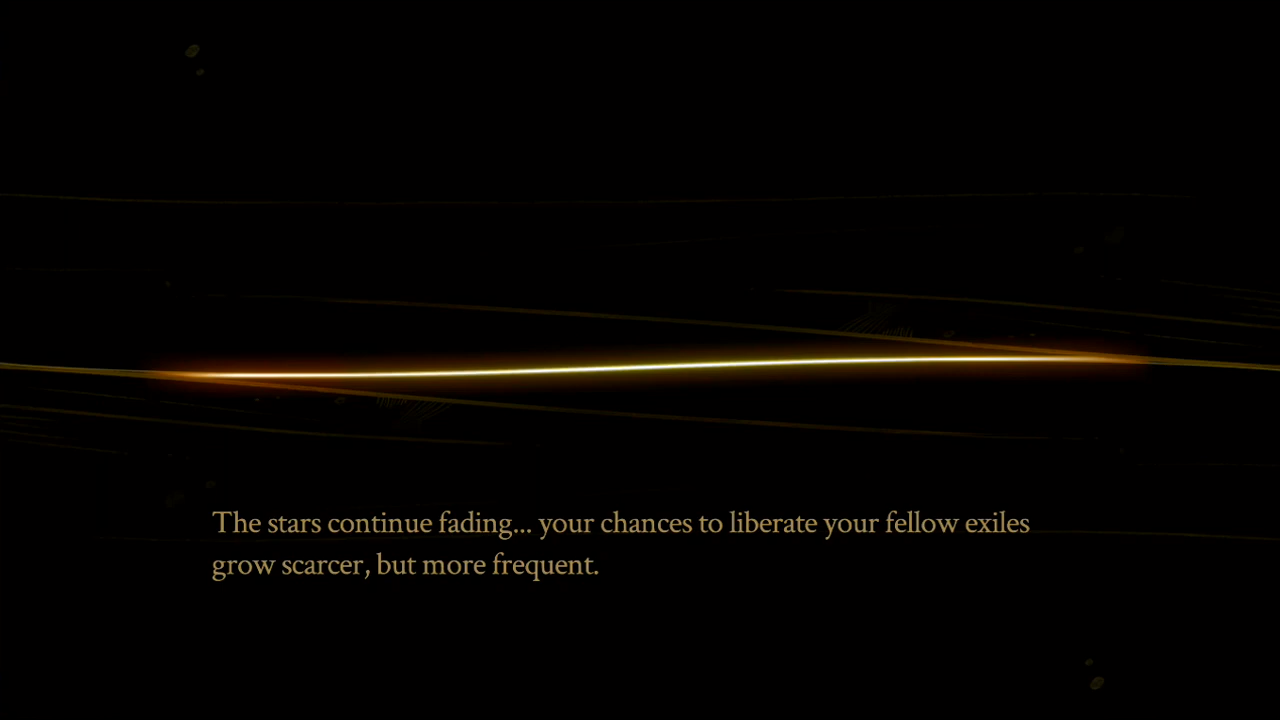 The stars continue fading... your chances to liberate your fellow exiles
grow scarcer, but more frequent.